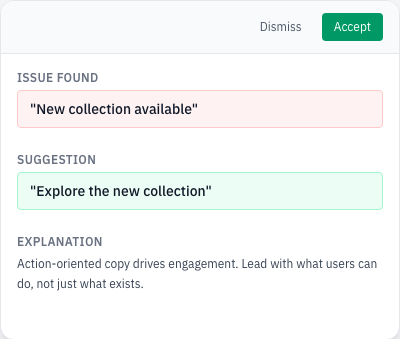 Dismiss Accept
ISSUE FOUND
"New collection available"
SUGGESTION
"Explore the new collection"
EXPLANATION
Action-oriented copy drives engagement. Lead with what users can
do, not just what exists.